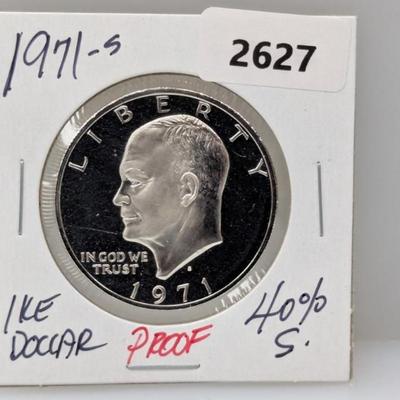 1971-S
2627
LIBERTY
IN GOD WE
TRUST
S
1971
IKE
DOLLAR
PROOF
40%
S.